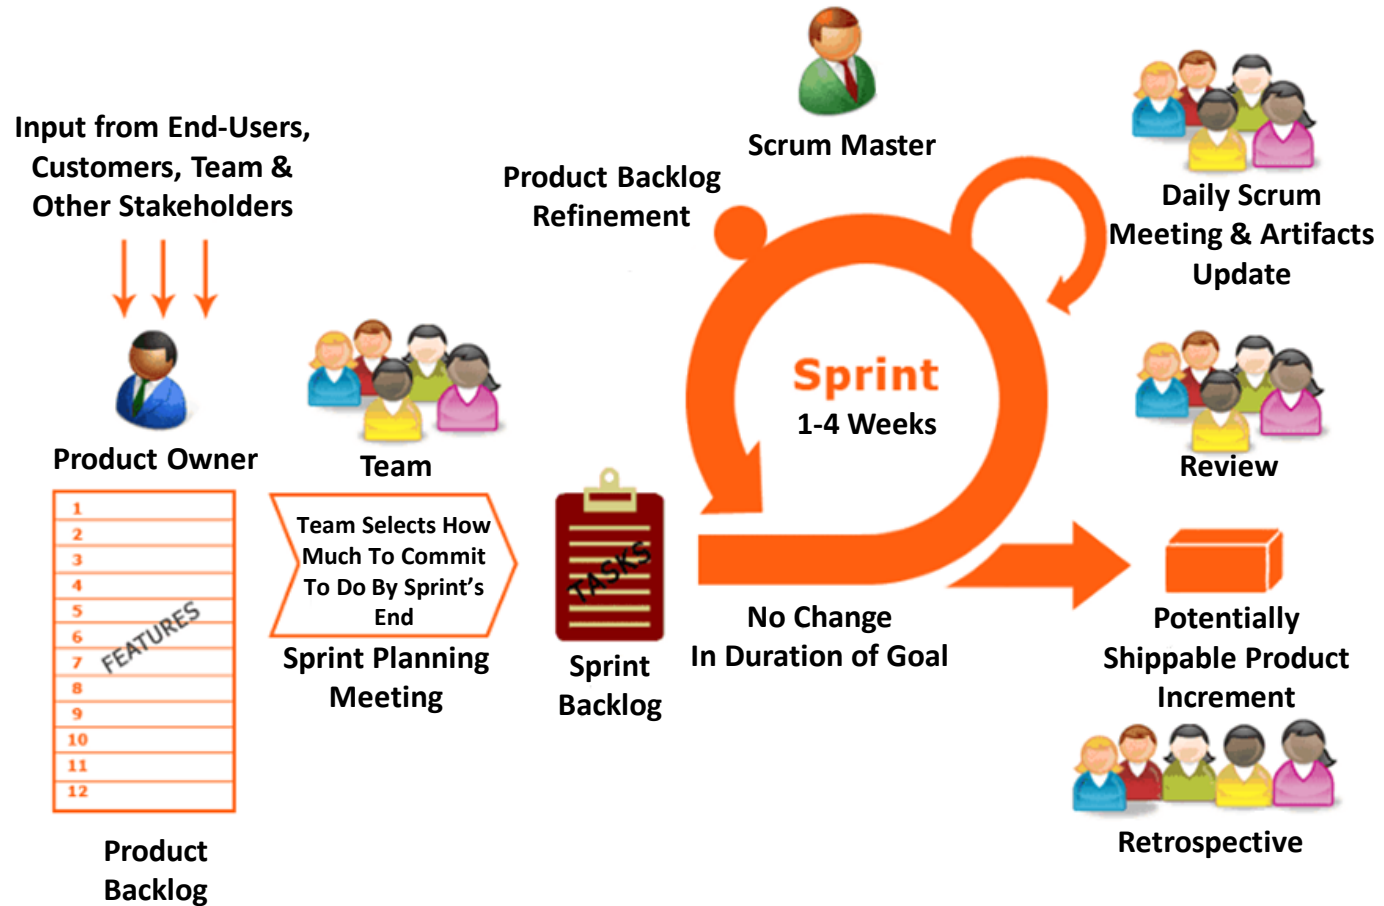 Input from End-Users,
Customers, Team &
Other Stakeholders
Product Owner
1
2
3
4
5
6
7
8
9
10
11
12
FEATURES
Product
Backlog
Team
Team Selects How
Much To Commit
To Do By Sprint's
End
Sprint Planning
Meeting
TASKS
Sprint
Backlog
Product Backlog
Refinement
Scrum Master
Sprint
1-4 Weeks
No Change
In Duration of Goal
Daily Scrum
Meeting & Artifacts
Update
Review
Potentially
Shippable Product
Increment
Retrospective